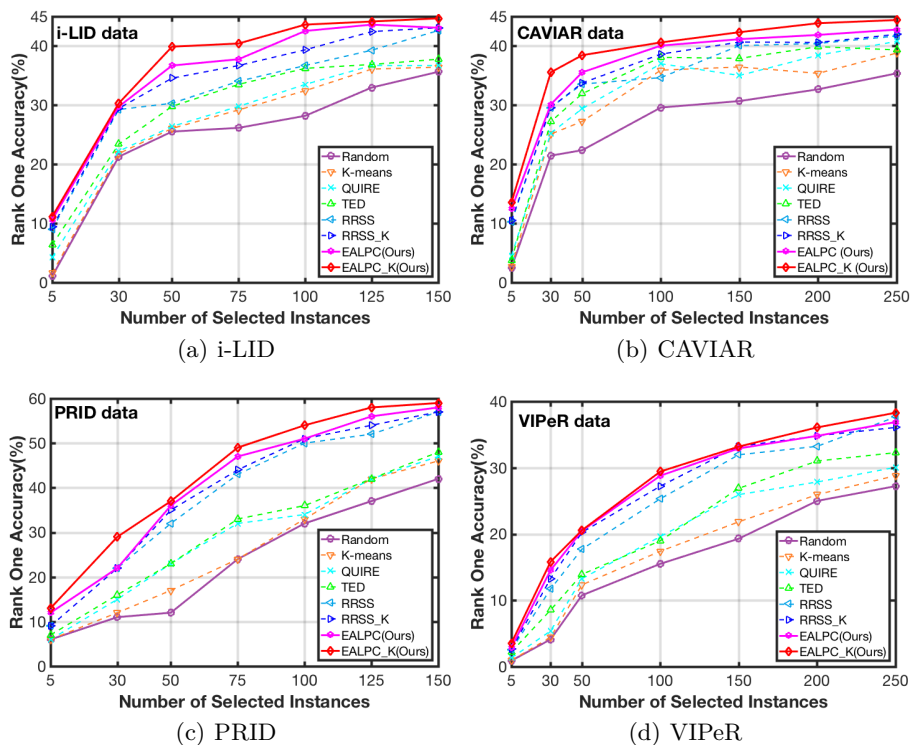 i-LID data
Rank One Accuracy(%)
45
40
30
20
10
0
Random
K-means
QUIRE
TED
RRSS
RRSS_K
EALPC(Ours)
EALPC_K(Ours)
5 30 50 75 100 125 150
Number of Selected Instances
(a) i-LID
CAVIAR data
Rank One Accuracy(%)
45
40
30
20
10
0
Random
K-means
QUIRE
TED
RRSS
RRSS_K
EALPC (Ours)
EALPC_K (Ours)
5 30 50 100 150 200 250
Number of Selected Instances
(b) CAVIAR
PRID data
Rank One Accuracy(%)
60
50
40
30
20
10
0
Random
K-means
QUIRE
TED
RRSS
RRSS_K
EALPC(Ours)
EALPC_K(Ours)
5 30 50 75 100 125 150
Number of Selected Instances
(c) PRID
VIPeR data
Rank One Accuracy(%)
40
30
20
10
0
Random
K-means
QUIRE
TED
RRSS
RRSS_K
EALPC(Ours)
EALPC_K(Ours)
5 30 50 100 150 200 250
Number of Selected Instances
(d) VIPeR